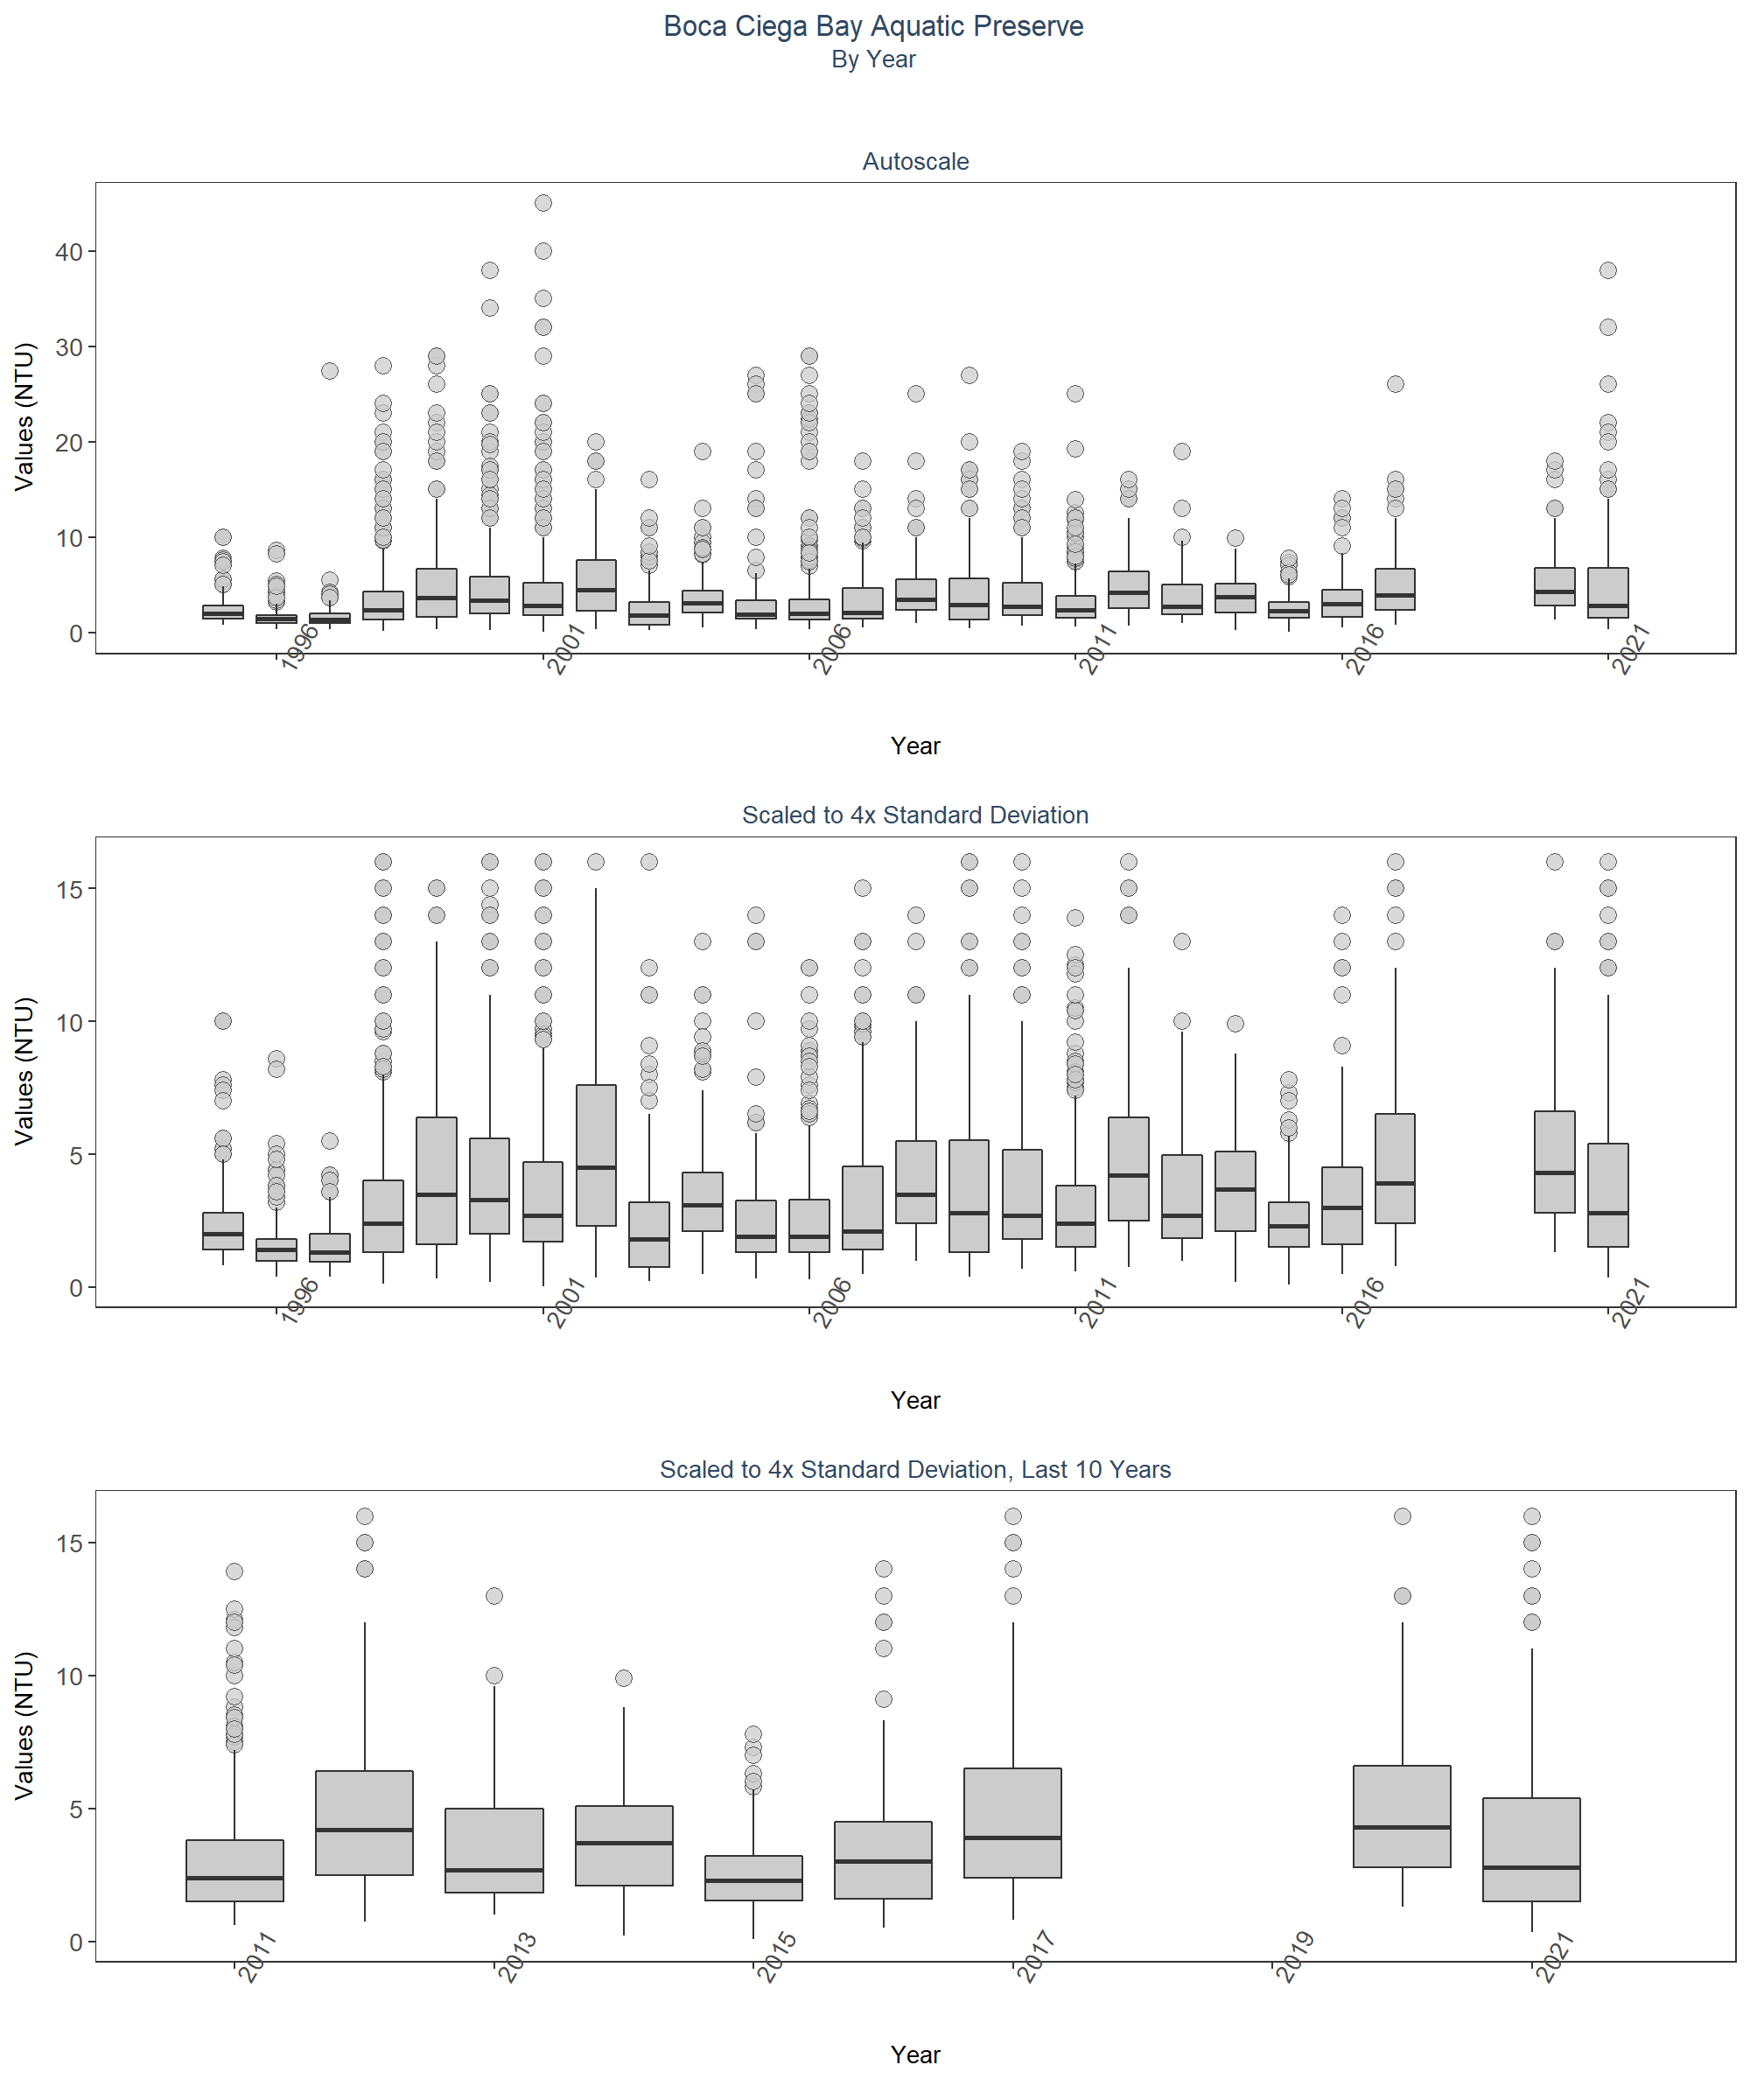 Boca Ciega Bay Aquatic Preserve
By Year
Autoscale
Values (NTU)
40
30
20
10
0
1996
2001
2006
2011
2016
2021
Year
Scaled to 4x Standard Deviation
Values (NTU)
15
10
5
0
1996
2001
2006
2011
2016
2021
Year
Scaled to 4x Standard Deviation, Last 10 Years
Values (NTU)
15
10
5
0
2011
2013
2015
2017
2019
2021
Year